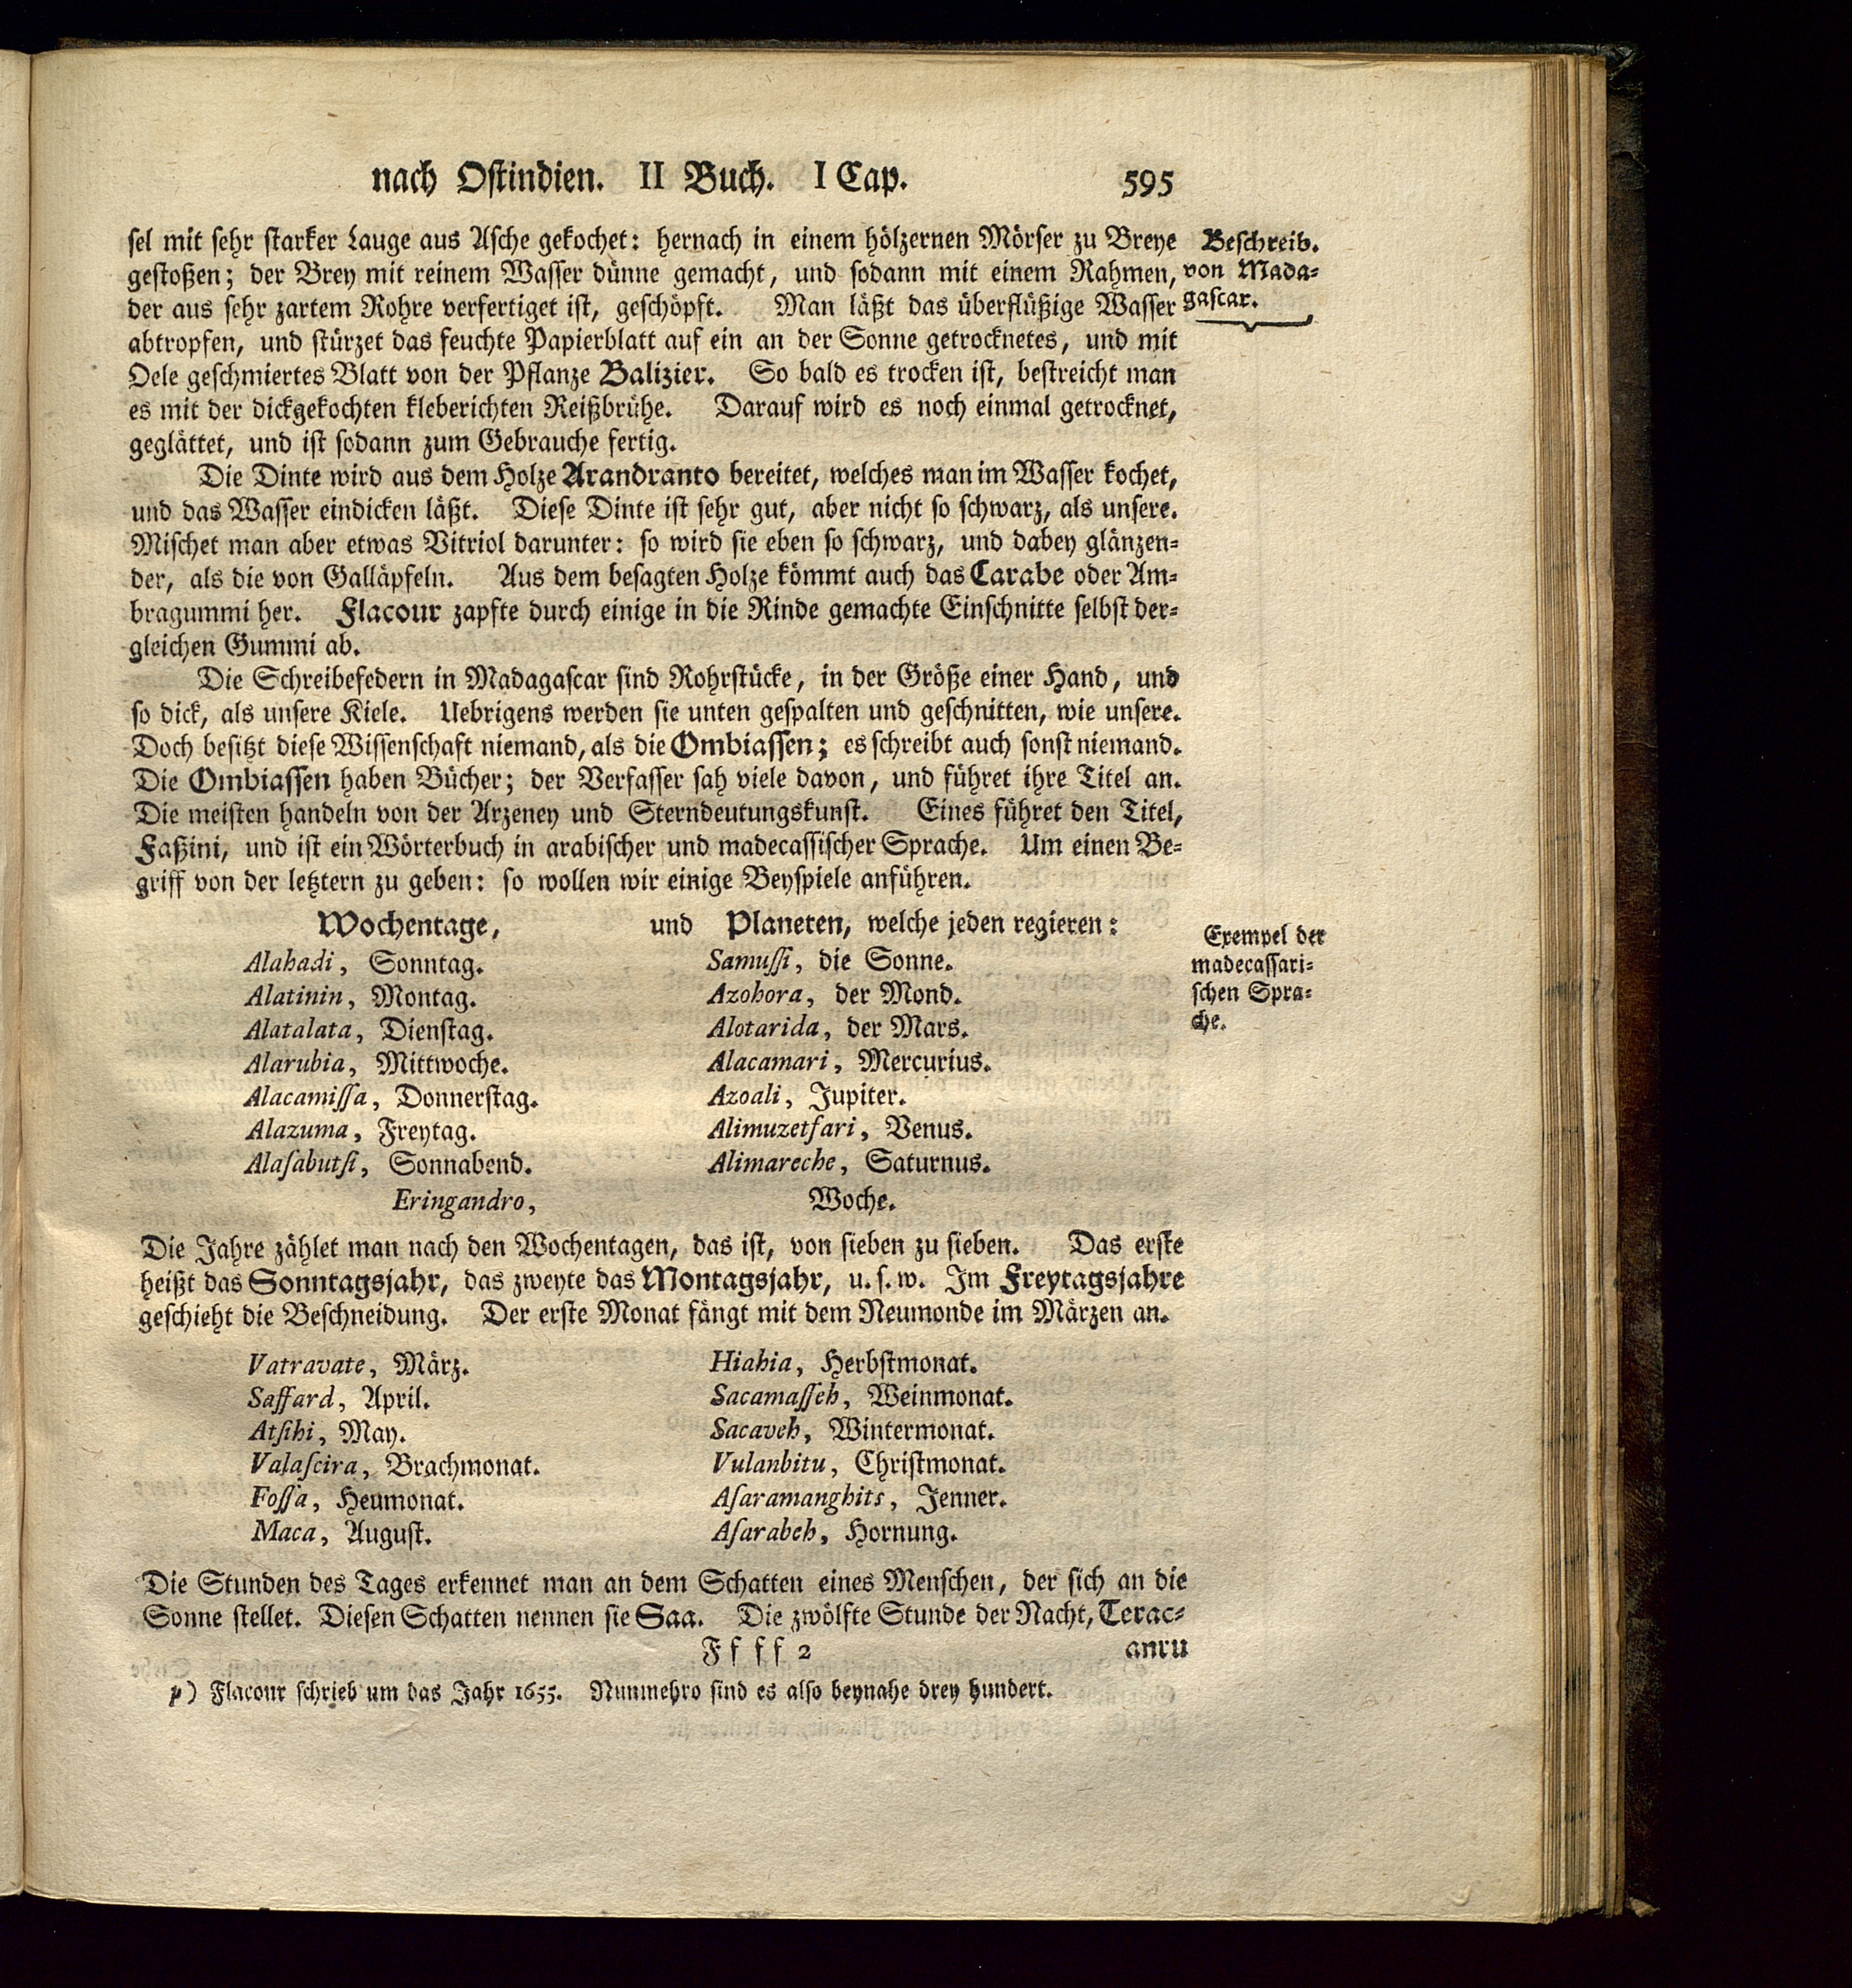 nach Ostindien. II Buch. I Cap. 595
sel mit sehr starker Lauge aus Asche gekochet: hernach in einem hölzernen Mörser zu Breye
gestoßen; der Brey mit reinem Wasser dünne gemacht, und sodann mit einem Rahmen,
der aus sehr zartem Rohre verfertiget ist, geschöpft. Man läßt das überflüßige Wasser
abtropfen, und stürzet das feuchte Papierblatt auf ein an der Sonne getrocknetes, und mit
Oele geschmiertes Blatt von der Pflanze Balizier. So bald es trocken ist, bestreicht man
es mit der dickgekochten kleberichten Reißbrühe. Darauf wird es noch einmal getrocknet,
geglättet, und ist sodann zum Gebrauche fertig.
Beschreib.
von Mada-
gascar.
Die Dinte wird aus dem Holze Arandranto bereitet, welches man im Wasser kochet,
und das Wasser eindicken läßt. Diese Dinte ist sehr gut, aber nicht so schwarz, als unsere.
Mischet man aber etwas Vitriol darunter: so wird sie eben so schwarz, und dabey glänzen-
der, als die von Galläpfeln. Aus dem besagten Holze kömmt auch das Carabe oder Am-
bragummi her. Flacour zapfte durch einige in die Rinde gemachte Einschnitte selbst der-
gleichen Gummi ab.
Die Schreibefedern in Madagascar sind Rohrstücke, in der Größe einer Hand, und
so dick, als unsere Kiele. Uebrigens werden sie unten gespalten und geschnitten, wie unsere.
Doch besitzt diese Wissenschaft niemand, als die Ombiassen; es schreibt auch sonst niemand.
Die Ombiassen haben Bücher; der Verfasser sah viele davon, und führet ihre Titel an.
Die meisten handeln von der Arzeney und Sterndeutungskunst. Eines führet den Titel,
Faßini, und ist ein Wörterbuch in arabischer und madecassischer Sprache. Um einen Be-
griff von der letztern zu geben: so wollen wir einige Beyspiele anführen.
Wochentage, und Planeten, welche jeden regieren:
Alahadi, Sonntag. Samussi, die Sonne.
Alatinin, Montag. Azohora, der Mond.
Alatalata, Dienstag. Alotarida, der Mars.
Alarubia, Mittwoche. Alacamari, Mercurius.
Alacamissa, Donnerstag. Azoali, Jupiter.
Alazuma, Freytag. Alimuzetsari, Venus.
Alasabutsi, Sonnabend. Alimareche, Saturnus.
Eringandro, Woche.
Exempel der
madecassari-
schen Spra-
che.
Die Jahre zählet man nach den Wochentagen, das ist, von sieben zu sieben. Das erste
heißt das Sonntagsjahr, das zweyte das Montagsjahr, u. s. w. Im Freytagsjahre
geschieht die Beschneidung. Der erste Monat fängt mit dem Neumonde im Märzen an.
Vatravate, März. Hiahia, Herbstmonat.
Saffard, April. Sacamasseh, Weinmonat.
Atsihi, May. Sacaveh, Wintermonat.
Valascira, Brachmonat. Vulanbitu, Christmonat.
Fossa, Heumonat. Asaramanghits, Jenner.
Maca, August. Asarabeh, Hornung.
Die Stunden des Tages erkennet man an dem Schatten eines Menschen, der sich an die
Sonne stellet. Diesen Schatten nennen sie Saa. Die zwölfte Stunde der Nacht, Terac-
F f f f 2 anru
p) Flacour schrieb um das Jahr 1655. Nunmehro sind es also beynahe drey hundert.